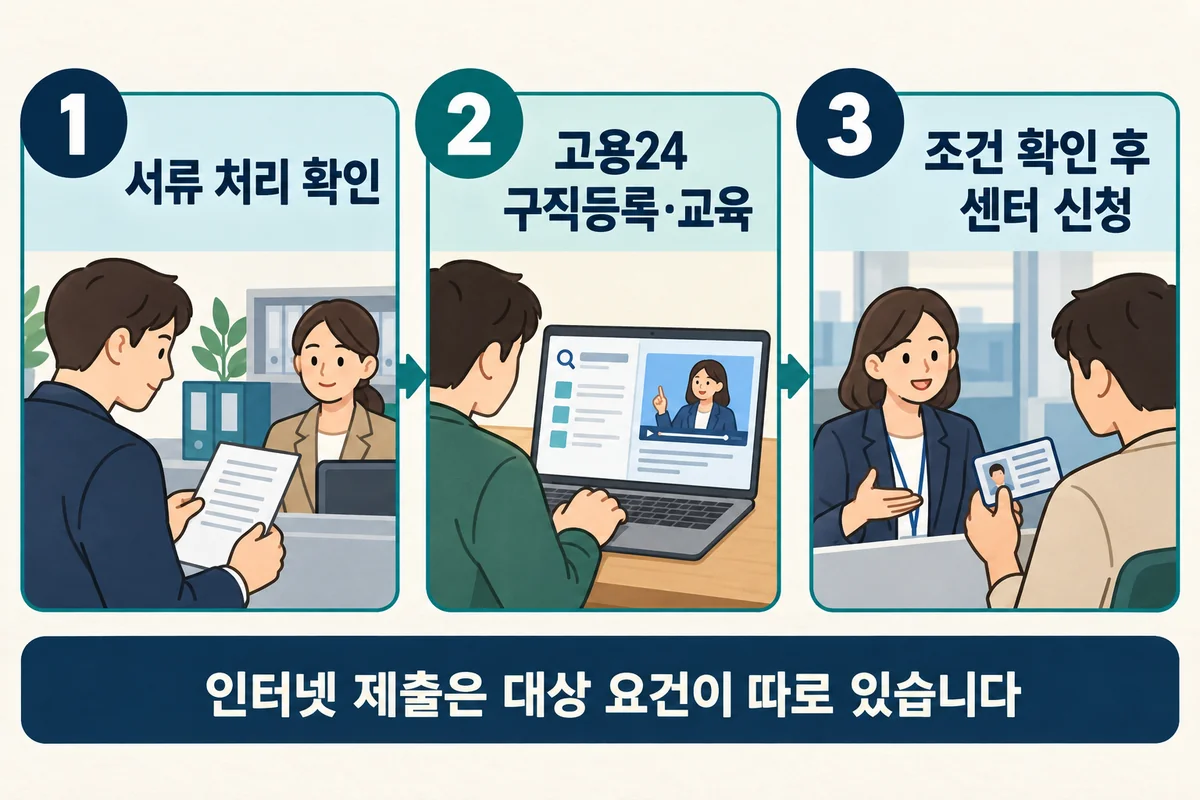 1
서류 처리 확인
2
고용24
구직등록·교육
3
조건 확인 후
센터 신청
인터넷 제출은 대상 요건이 따로 있습니다